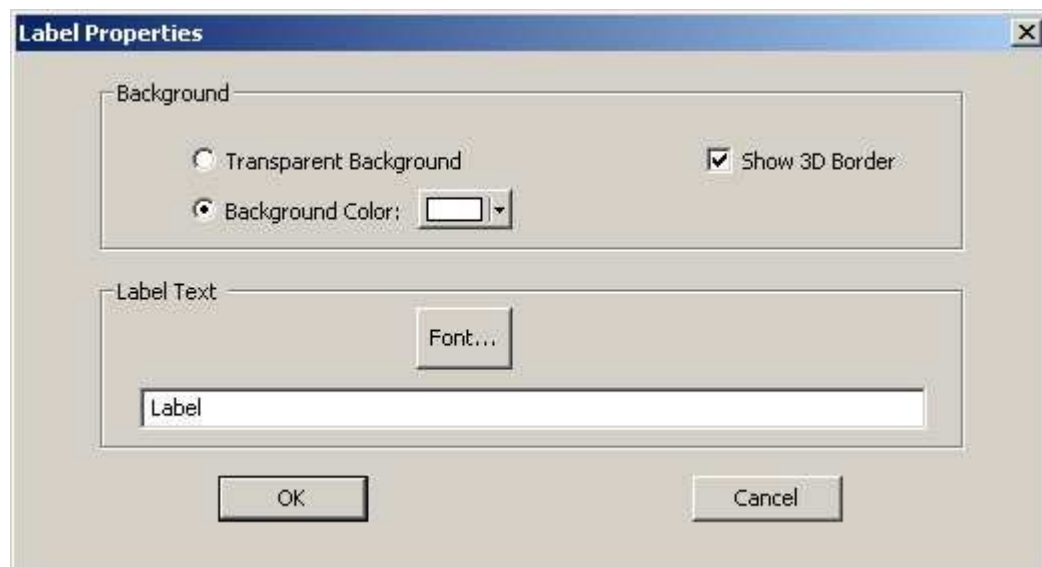 Label Properties
Background
Transparent Background
Show 3D Border
Background Color:
Label Text
Font...
Label
OK
Cancel